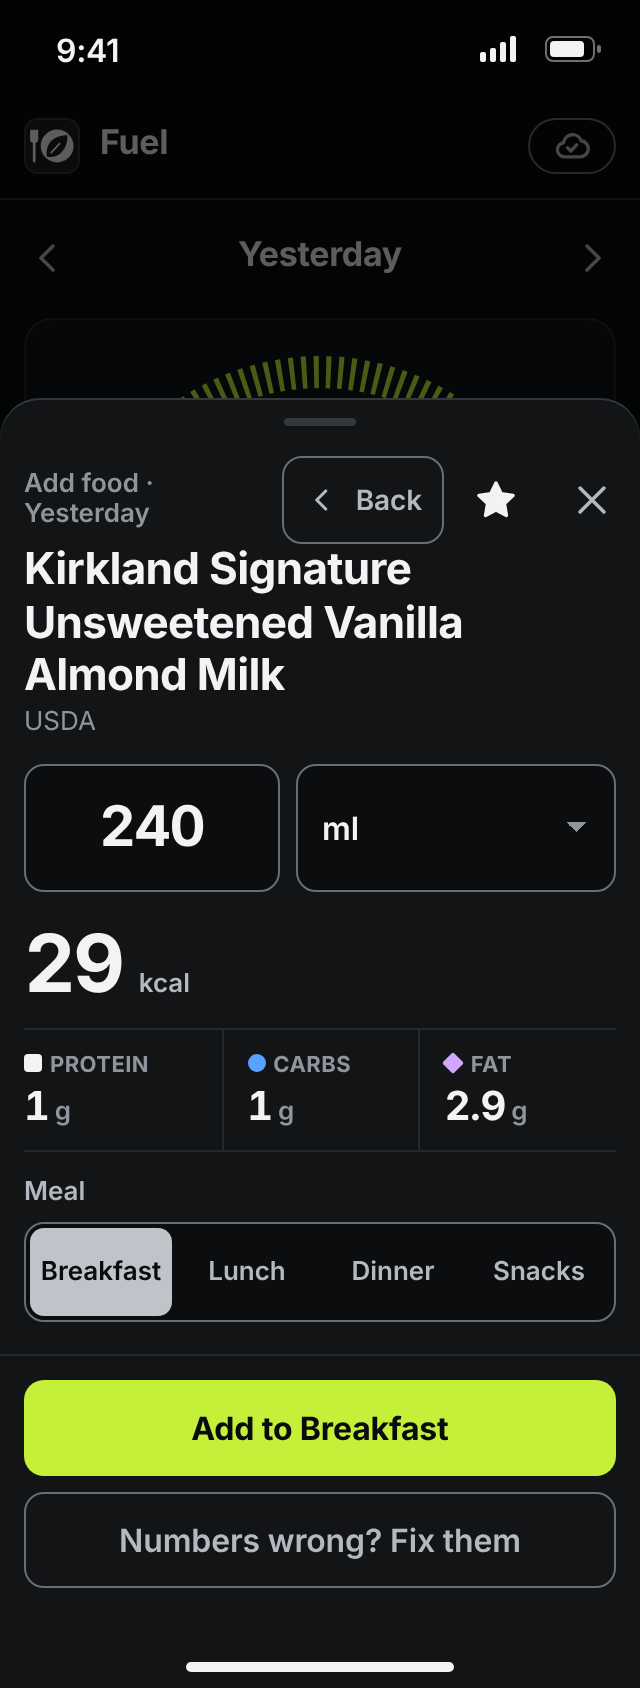 9:41
Fuel
Yesterday
Add food ·
Yesterday
Back
Kirkland Signature
Unsweetened Vanilla
Almond Milk
USDA
240
ml
29 kcal
PROTEIN
1 g
CARBS
1 g
FAT
2.9 g
Meal
Breakfast
Lunch
Dinner
Snacks
Add to Breakfast
Numbers wrong? Fix them